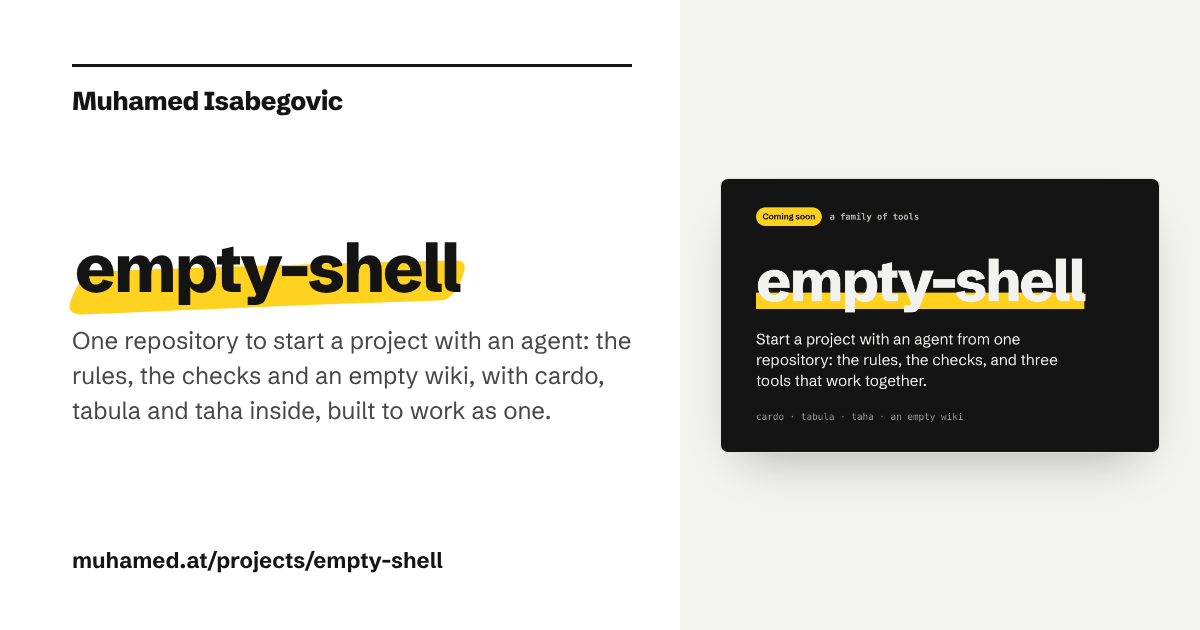 Muhamed Isabegovic
empty-shell
One repository to start a project with an agent: the
rules, the checks and an empty wiki, with cardo,
tabula and taha inside, built to work as one.
muhamed.at/projects/empty-shell
Coming soon a family of tools
empty-shell
Start a project with an agent from one
repository: the rules, the checks, and three
tools that work together.
cardo · tabula · taha · an empty wiki